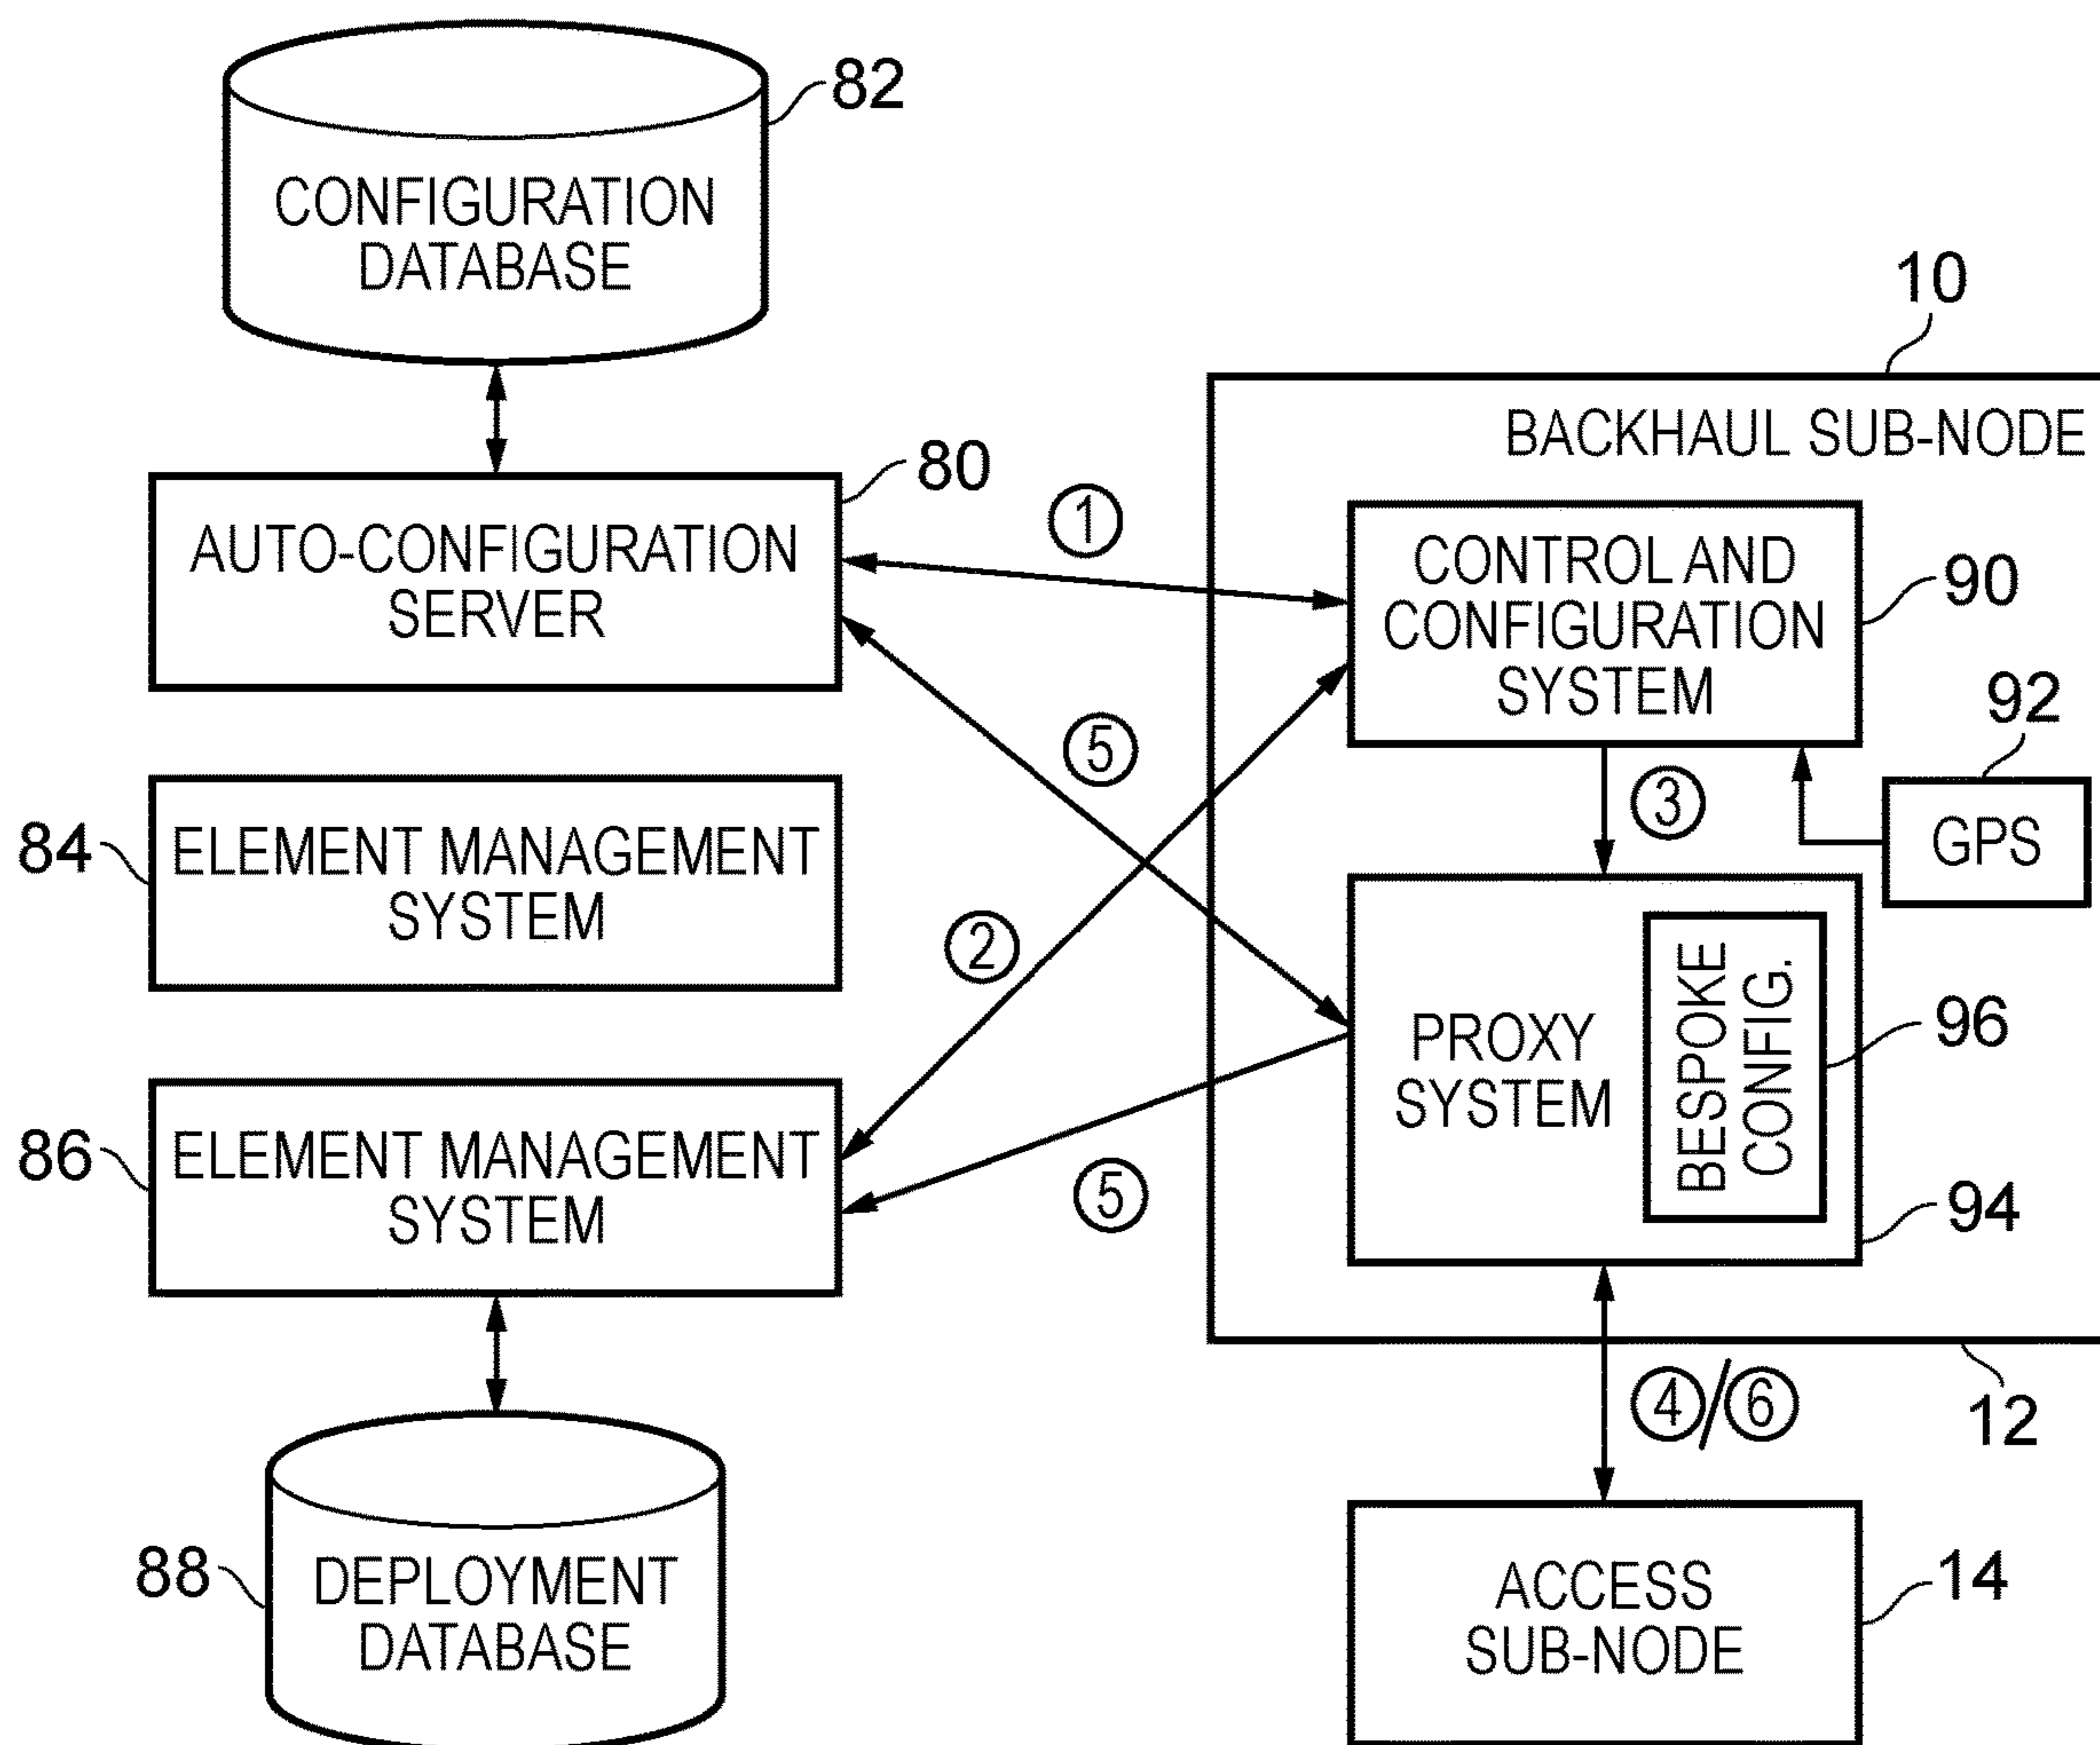 82
CONFIGURATION
DATABASE
10
BACKHAUL SUB-NODE
80
AUTO-CONFIGURATION
SERVER
1
CONTROL AND
CONFIGURATION
SYSTEM
90
92
GPS
5
3
84
ELEMENT MANAGEMENT
SYSTEM
2
PROXY
SYSTEM
BESPOKE
CONFIG.
96
94
86
ELEMENT MANAGEMENT
SYSTEM
5
4/6
12
88
DEPLOYMENT
DATABASE
ACCESS
SUB-NODE
14